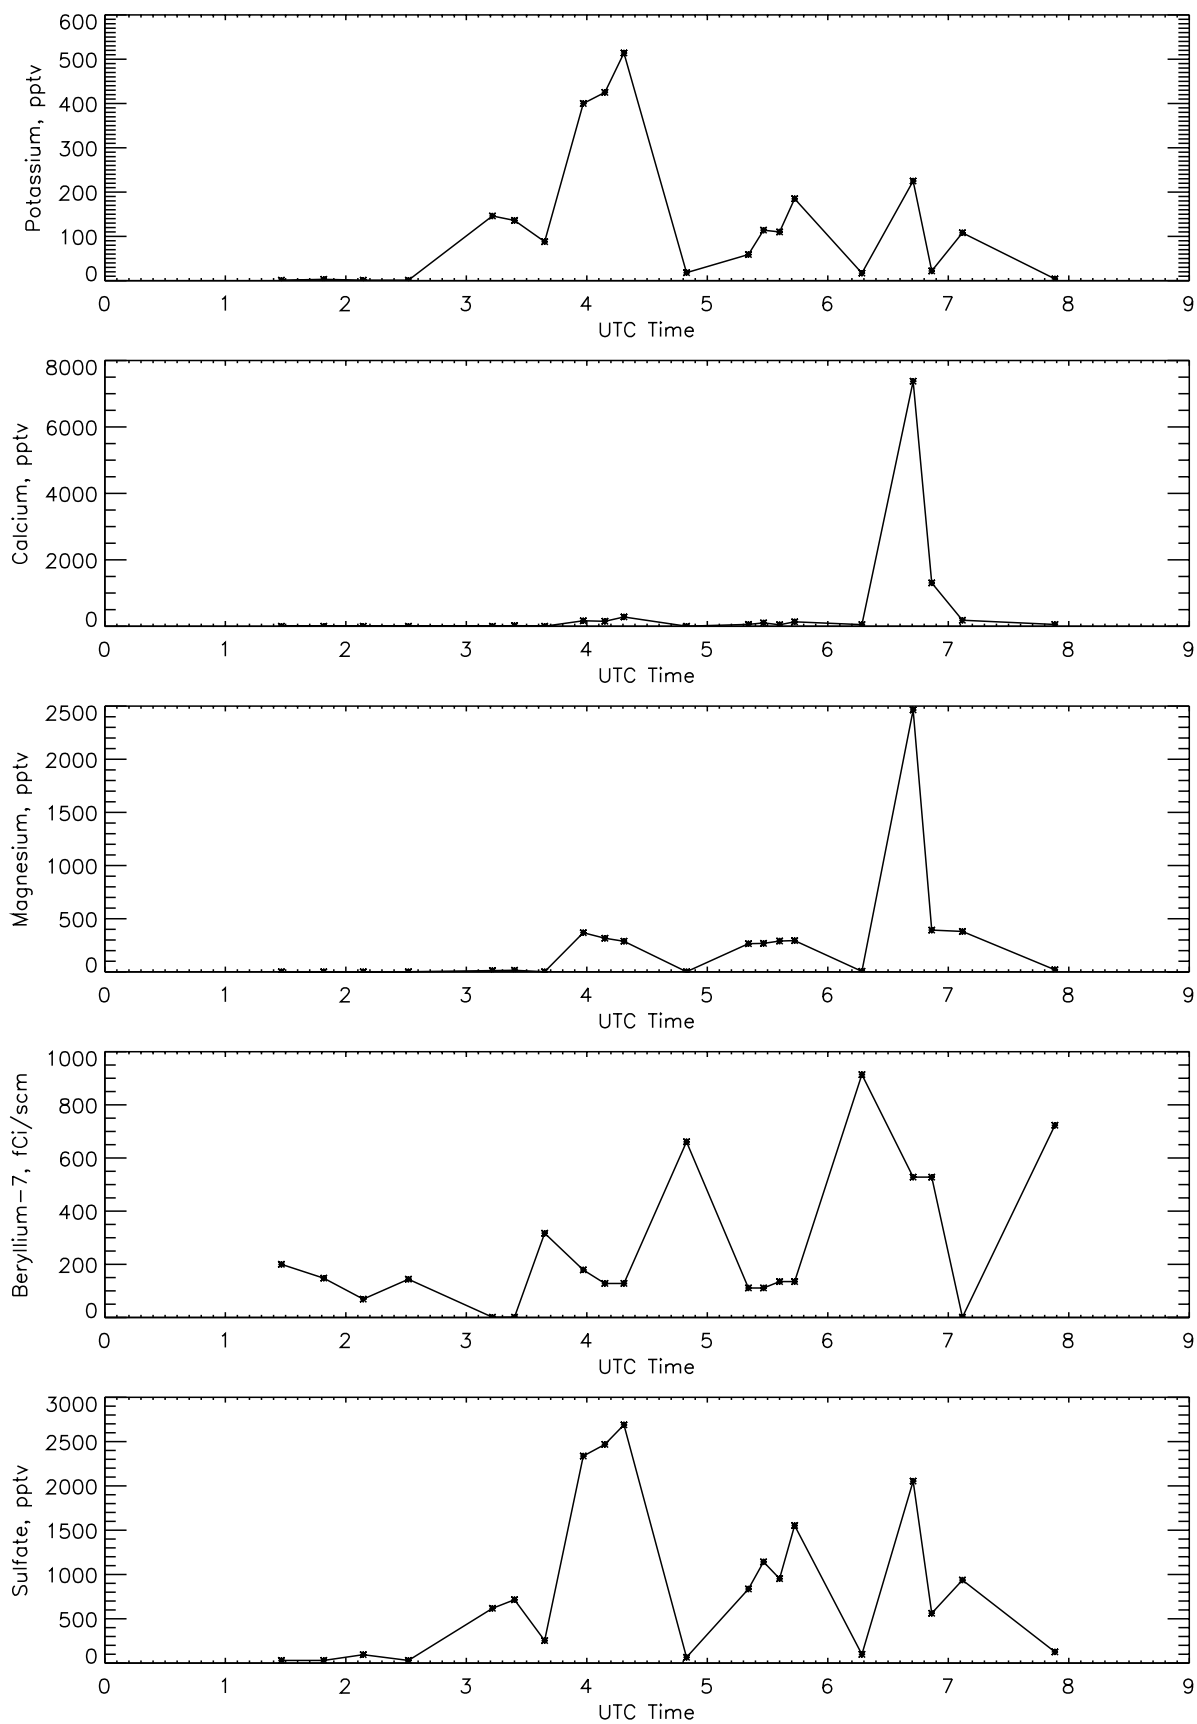 600
500
400
300
200
100
0
Potassium, pptv
0 1 2 3 4 5 6 7 8 9
UTC Time
8000
6000
4000
2000
0
Calcium, pptv
0 1 2 3 4 5 6 7 8 9
UTC Time
2500
2000
1500
1000
500
0
Magnesium, pptv
0 1 2 3 4 5 6 7 8 9
UTC Time
1000
800
600
400
200
0
Beryllium-7, fCi/scm
0 1 2 3 4 5 6 7 8 9
UTC Time
3000
2500
2000
1500
1000
500
0
Sulfate, pptv
0 1 2 3 4 5 6 7 8 9
UTC Time